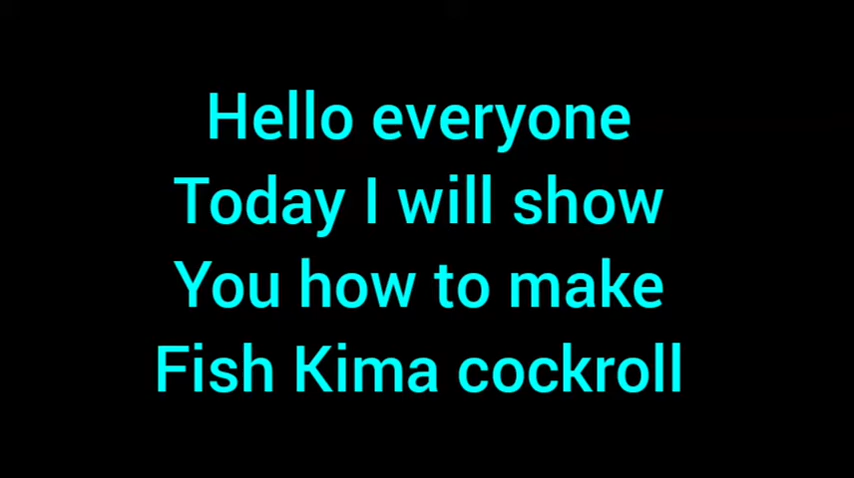 Hello everyone
Today I will show
You how to make
Fish Kima cockroll